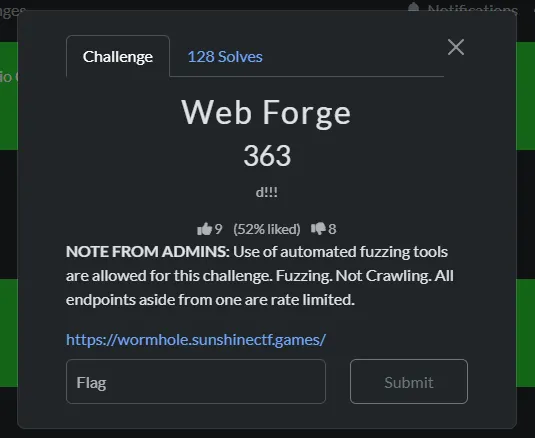 nges
Notifications
Challenge
128 Solves
Web Forge
363
d!!!
9 (52% liked) 8
NOTE FROM ADMINS: Use of automated fuzzing tools
are allowed for this challenge. Fuzzing. Not Crawling. All
endpoints aside from one are rate limited.
https://wormhole.sunshinectf.games/
Flag
Submit